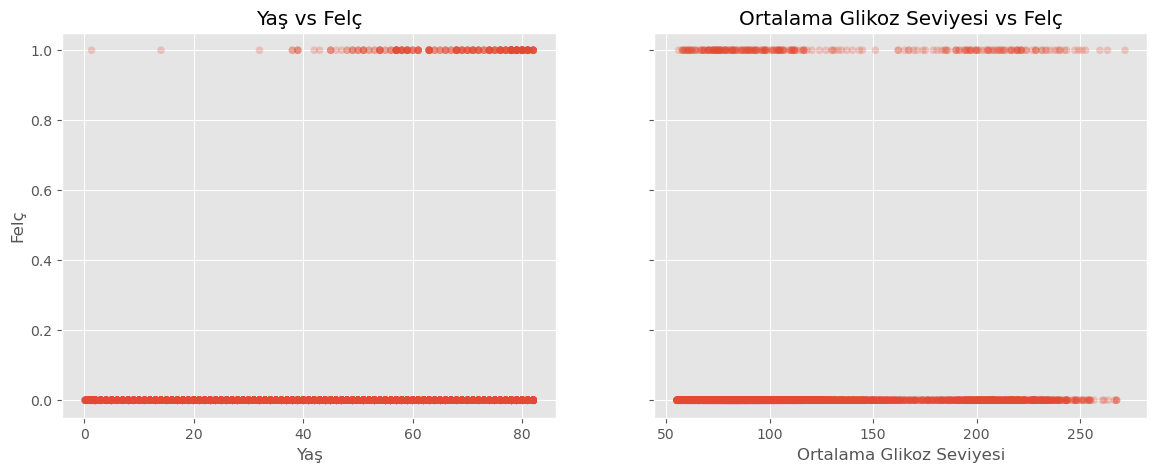 Yaş vs Felç
Ortalama Glikoz Seviyesi vs Felç
1.0
0.8
0.6
0.4
0.2
0.0
Felç
0 20 40 60 80
50 100 150 200 250
Yaş
Ortalama Glikoz Seviyesi